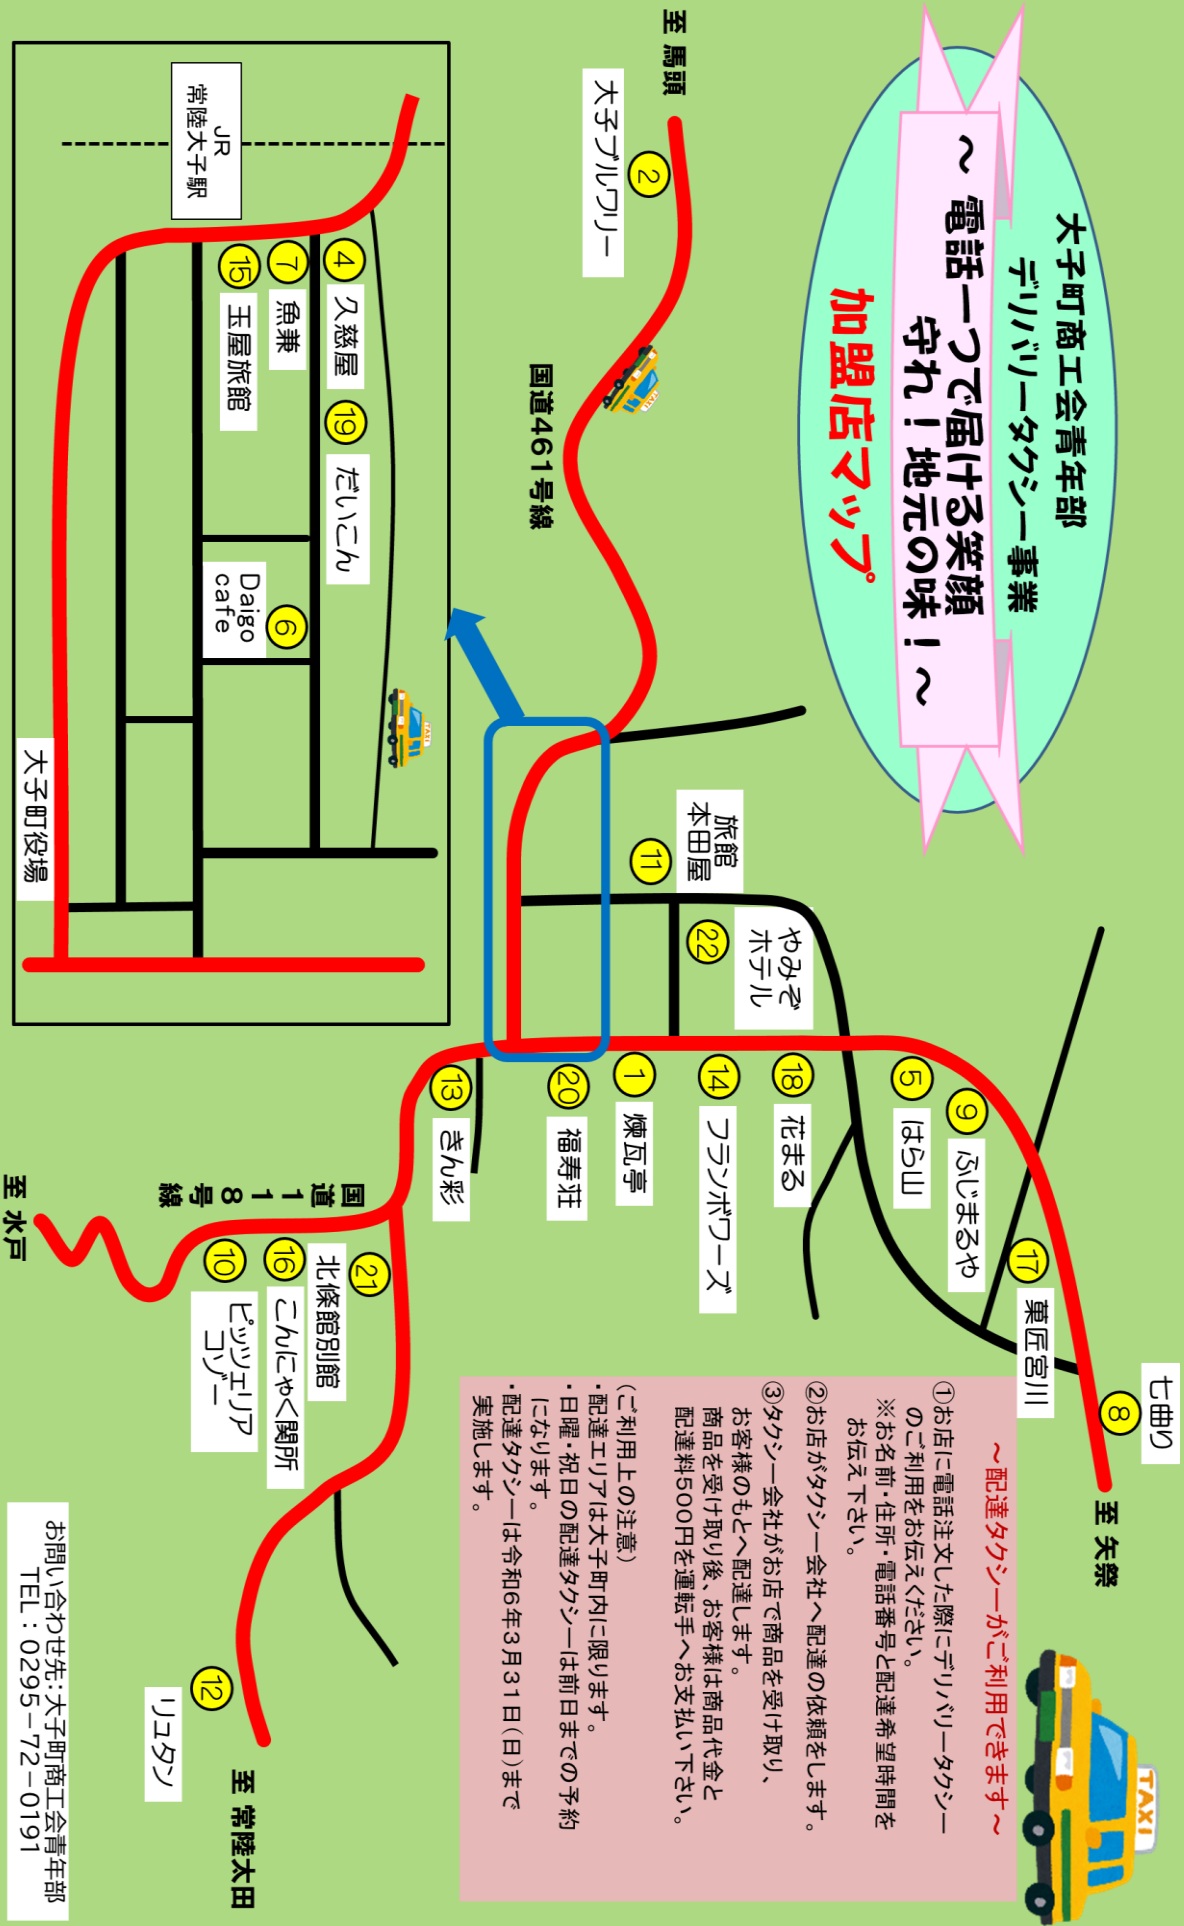 大子町商工会青年部
デリバリータクシー事業
～ 電話一つで届ける笑顔
守れ！地元の味！～
加盟店マップ
至 馬頭
②
大子ブルワリー
国道461号線
JR
常陸大子駅
④
久慈屋
⑲
だいこん
⑦
魚兼
⑮
玉屋旅館
⑥
Daigo
cafe
大子町役場
TAXI
旅館
本田屋
⑪
㉒
やみぞ
ホテル
⑧
七曲り
至 矢祭
⑰
菓匠宮川
⑨
ふじまるや
⑤
はら山
⑱
花まる
⑭
フランボワーズ
①
煉瓦亭
⑳
福寿荘
⑬
きん彩
国道118号線
㉑
北條館別館
⑯
こんにゃく関所
⑩
ピッツェリア
コジー
至 水戸
⑫
リュタン
至 常陸太田
TAXI
～配達タクシーがご利用できます～
①お店に電話注文した際にデリバリータクシー
のご利用をお伝えください。
※お名前・住所・電話番号と配達希望時間を
お伝え下さい。
②お店がタクシー会社へ配達の依頼をします。
③タクシー会社がお店で商品を受け取り、
お客様のもとへ配達します。
商品を受け取り後、お客様は商品代金と
配達料500円を運転手へお支払い下さい。
(ご利用上の注意)
・配達エリアは大子町内に限ります。
・日曜・祝日の配達タクシーは前日までの予約
になります。
・配達タクシーは令和6年3月31日(日)まで
実施します。
お問い合わせ先:大子町商工会青年部
TEL：0295-72-0191